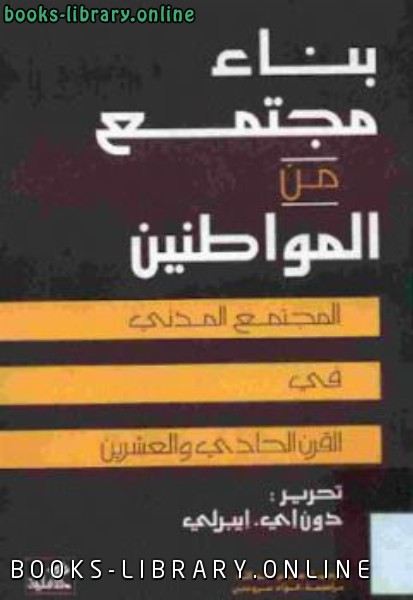 books-library.online
بناء
مجتمع
من
المواطنين
المجتمع المدني
في
القرن الحادي والعشرين
تحرير:
دون اي. ايبرلي
BOOKS-LIBRARY.ONLINE